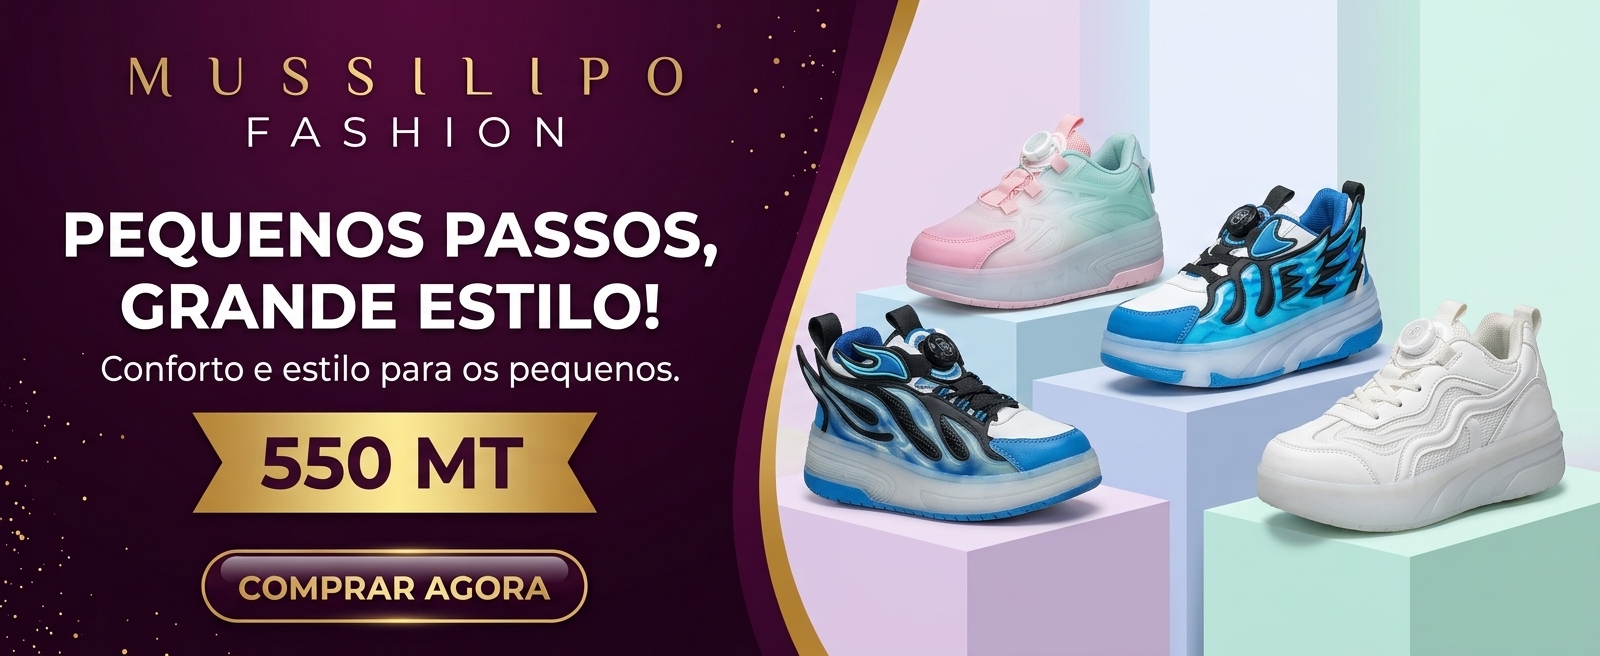 MUSSILIPO
FASHION
PEQUENOS PASSOS,
GRANDE ESTILO!
Conforto e estilo para os pequenos.
550 MT
COMPRAR AGORA